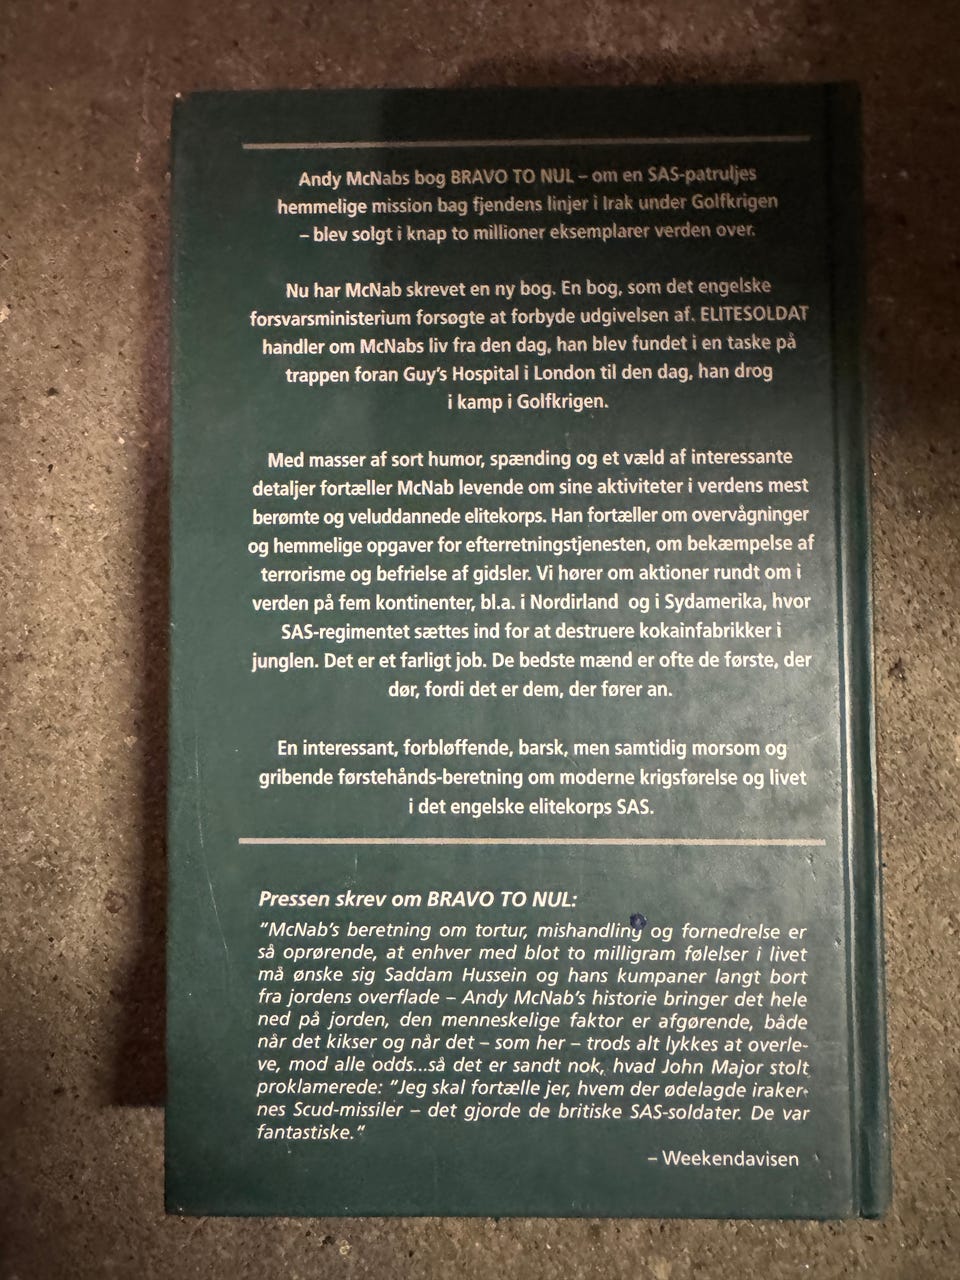 Andy McNabs bog BRAVO TO NUL – om en SAS-patruljes
hemmelige mission bag fjendens linjer i Irak under Golfkrigen
– blev solgt i knap to millioner eksemplarer verden over.
Nu har McNab skrevet en ny bog. En bog, som det engelske
forsvarsministerium forsøgte at forbyde udgivelsen af. ELITESOLDAT
handler om McNabs liv fra den dag, han blev fundet i en taske på
trappen foran Guy's Hospital i London til den dag, han drog
i kamp i Golfkrigen.
Med masser af sort humor, spænding og et væld af interessante
detaljer fortæller McNab levende om sine aktiviteter i verdens mest
berømte og veluddannede elitekorps. Han fortæller om overvågninger
og hemmelige opgaver for efterretningstjenesten, om bekæmpelse af
terrorisme og befrielse af gidsler. Vi hører om aktioner rundt om i
verden på fem kontinenter, bl.a. i Nordirland og i Sydamerika, hvor
SAS-regimentet sættes ind for at destruere kokainfabrikker i
junglen. Det er et farligt job. De bedste mænd er ofte de første, der
dør, fordi det er dem, der fører an.
En interessant, forbløffende, barsk, men samtidig morsom og
gribende førstehånds-beretning om moderne krigsførelse og livet
i det engelske elitekorps SAS.
Pressen skrev om BRAVO TO NUL:
"McNab's beretning om tortur, mishandling og fornedrelse er
så oprørende, at enhver med blot to milligram følelser i livet
må ønske sig Saddam Hussein og hans kumpaner langt bort
fra jordens overflade – Andy McNab's historie bringer det hele
ned på jorden, den menneskelige faktor er afgørende, både
når det kikser og når det – som her – trods alt lykkes at overle-
ve, mod alle odds...så det er sandt nok, hvad John Major stolt
proklamerede: "Jeg skal fortælle jer, hvem der ødelagde iraker-
nes Scud-missiler – det gjorde de britiske SAS-soldater. De var
fantastiske."
– Weekendavisen